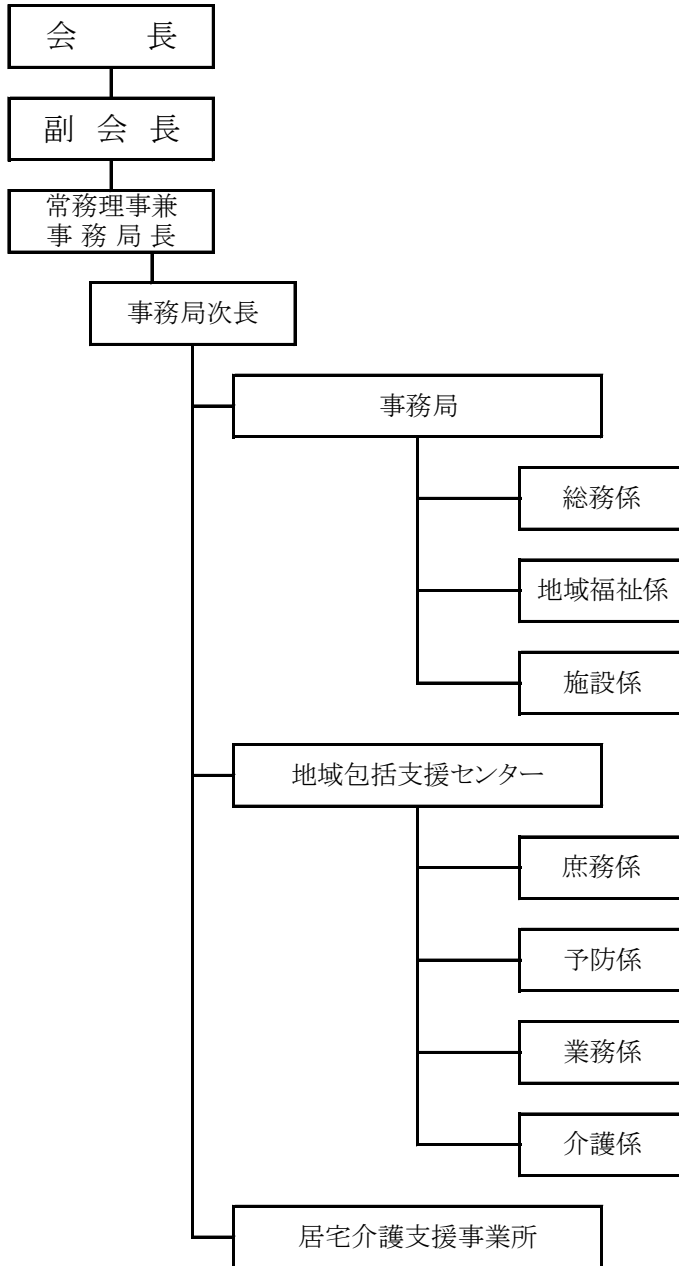 会長
副会長
常務理事兼
事務局長
事務局次長
事務局
総務係
地域福祉係
施設係
地域包括支援センター
庶務係
予防係
業務係
介護係
居宅介護支援事業所